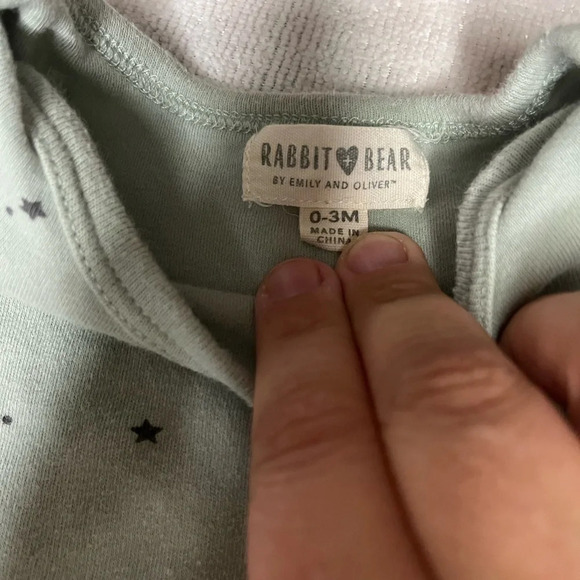 RABBIT BEAR
BY EMILY AND OLIVER™
0-3M
MADE IN
CHINA